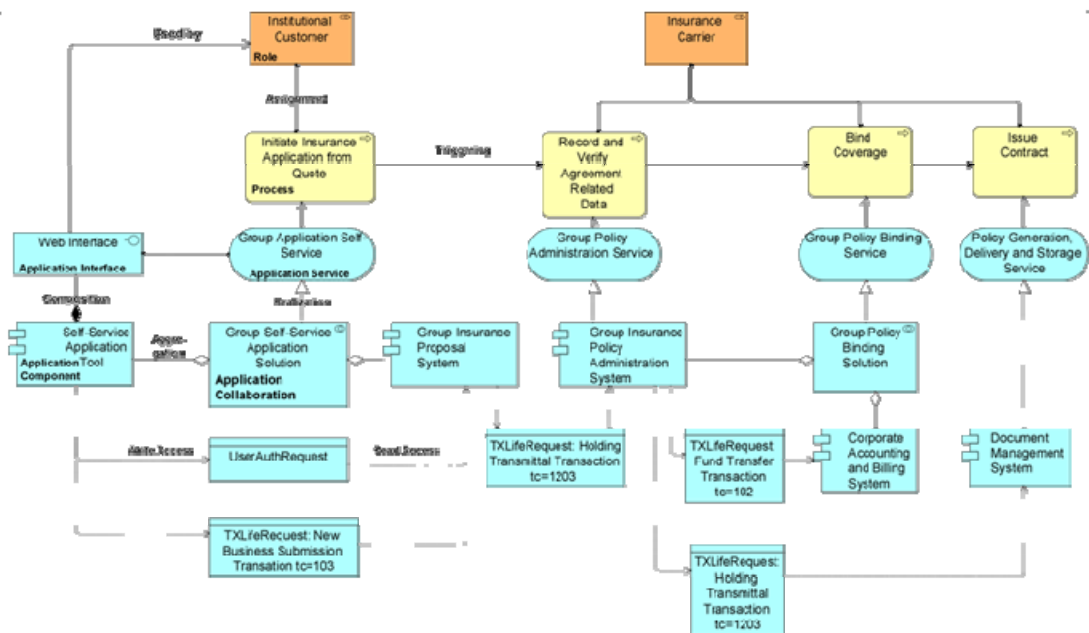 Institutional
Customer
Role
Insurance
Carrier
Used by
Assignment
Initiate Insurance
Application from
Quote
Process
Triggering
Record and
Verify
Agreement
Related
Data
Bind
Coverage
Issue
Contract
Web Interface
Application Interface
Group Application Self
Service
Application Service
Group Policy
Administration Service
Group Policy Binding
Service
Policy Generation,
Delivery and Storage
Service
Composition
Realization
Self-Service
Application
Tool
Application
Component
Aggre-
gation
Group Self-Service
Application
Solution
Application
Collaboration
Group Insurance
Proposal
System
Group Insurance
Policy
Administration
System
Group Policy
Binding
Solution
Write Access
UserAuthRequest
Read Access
TXLifeRequest: Holding
Transmittal Transaction
tc=1203
TXLifeRequest
Fund Transfer
Transaction
tc=102
Corporate
Accounting
and Billing
System
Document
Management
System
TXLifeRequest: New
Business Submission
Transation tc=103
TXLifeRequest:
Holding
Transmittal
Transaction
tc=1203